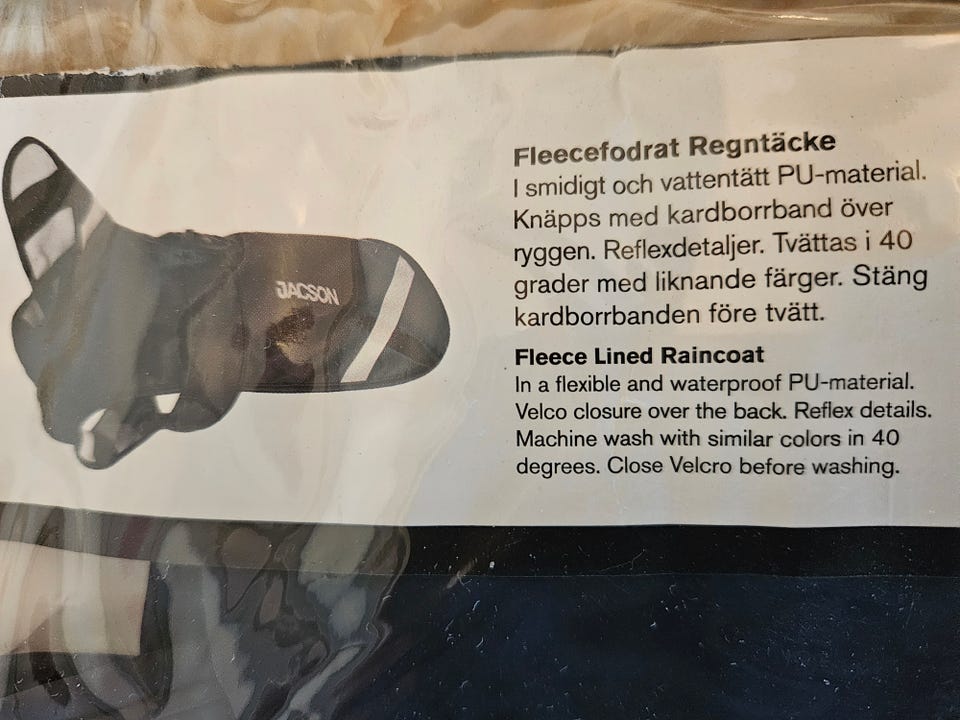 JACSON
Fleecefodrat Regntäcke
I smidigt och vattentätt PU-material.
Knäpps med kardborrband över
ryggen. Reflexdetaljer. Tvättas i 40
grader med liknande färger. Stäng
kardborrbanden före tvätt.
Fleece Lined Raincoat
In a flexible and waterproof PU-material.
Velco closure over the back. Reflex details.
Machine wash with similar colors in 40
degrees. Close Velcro before washing.